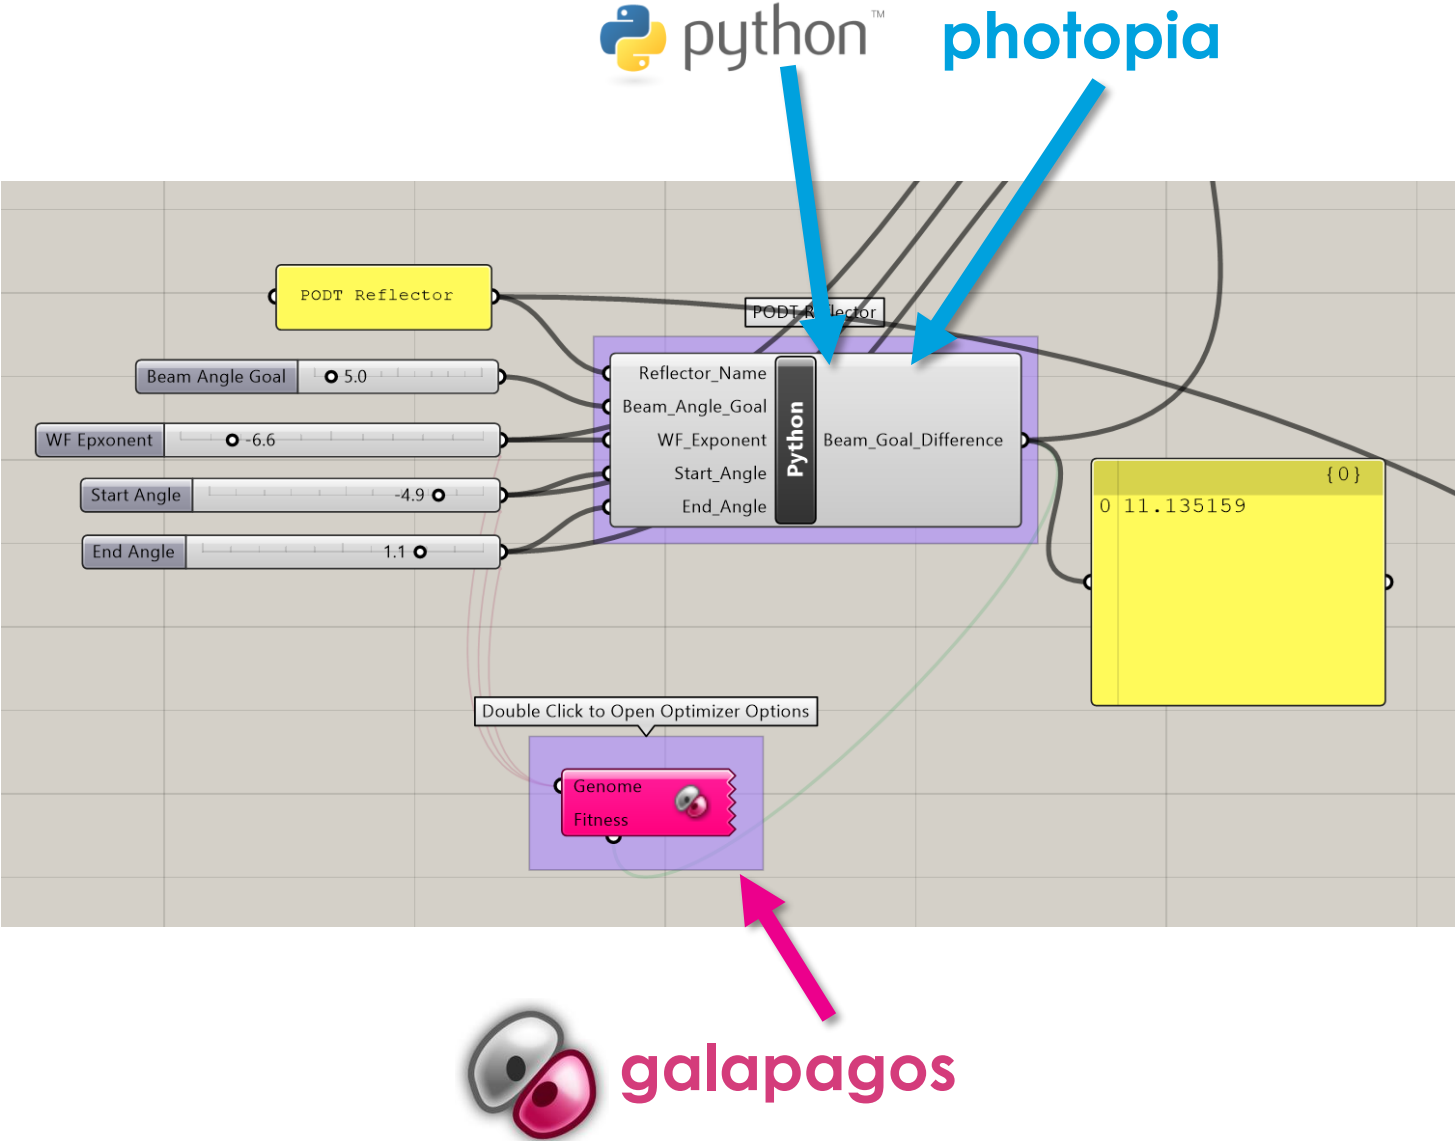 python™
photopia
PODT Reflector
PODT Reflector
Beam Angle Goal 5.0
WF Epxonent -6.6
Start Angle -4.9
End Angle 1.1
Reflector_Name
Beam_Angle_Goal
WF_Exponent
Start_Angle
End_Angle
Python
Beam_Goal_Difference
{0}
0 11.135159
Double Click to Open Optimizer Options
Genome
Fitness
galapagos